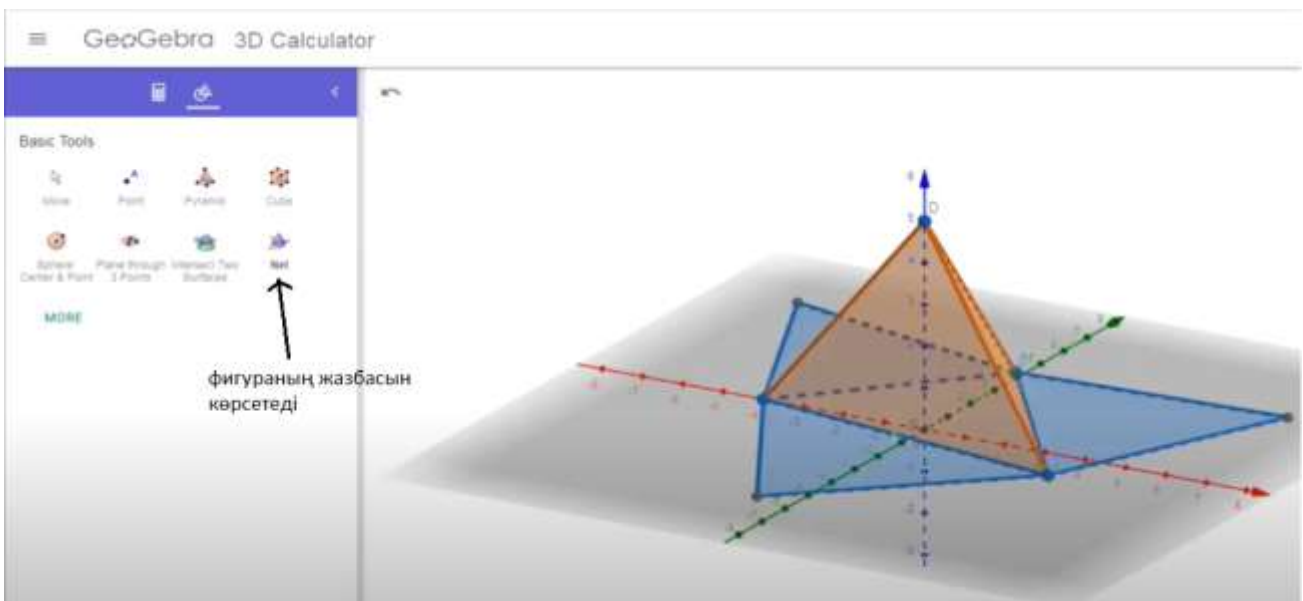 GeoGebra 3D Calculator
Basic Tools
Move Point Pyramid Cube
Sphere Center & Point Plane through 3 Points Intersect Two Surfaces Net
MORE
фигураның жазбасын
көрсетеді
D